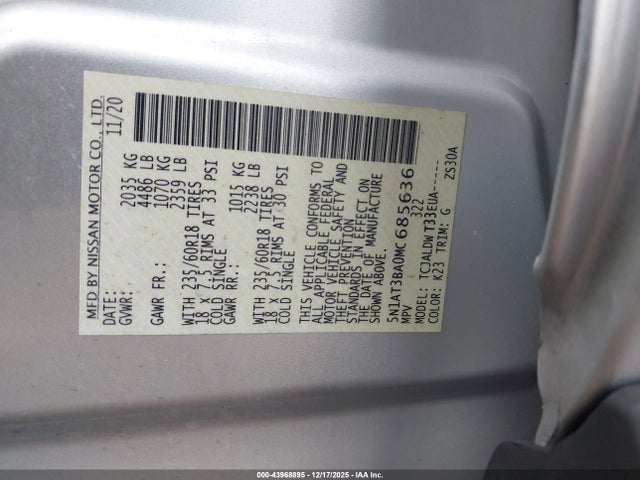 MFD BY NISSAN MOTOR CO., LTD.
DATE: 11/20
GVWR: 2035 KG
4486 LB
GAWR FR.: 1070 KG
2359 LB
WITH 235/60R18 TIRES
18 x 7.5 RIMS AT 33 PSI
COLD SINGLE
GAWR RR.: 1015 KG
2238 LB
WITH 235/60R18 TIRES
18 x 7.5 RIMS AT 30 PSI
COLD SINGLE
THIS VEHICLE CONFORMS TO
ALL APPLICABLE FEDERAL
MOTOR VEHICLE SAFETY AND
THEFT PREVENTION
STANDARDS IN EFFECT ON
THE DATE OF MANUFACTURE
SHOWN ABOVE.
5N1AT3BA0MC685636
MPV 322
MODEL: TCJALDW T33EUA-----
COLOR: K23 TRIM: G ZS30A
000-43968895 - 12/17/2025 - IAA Inc.